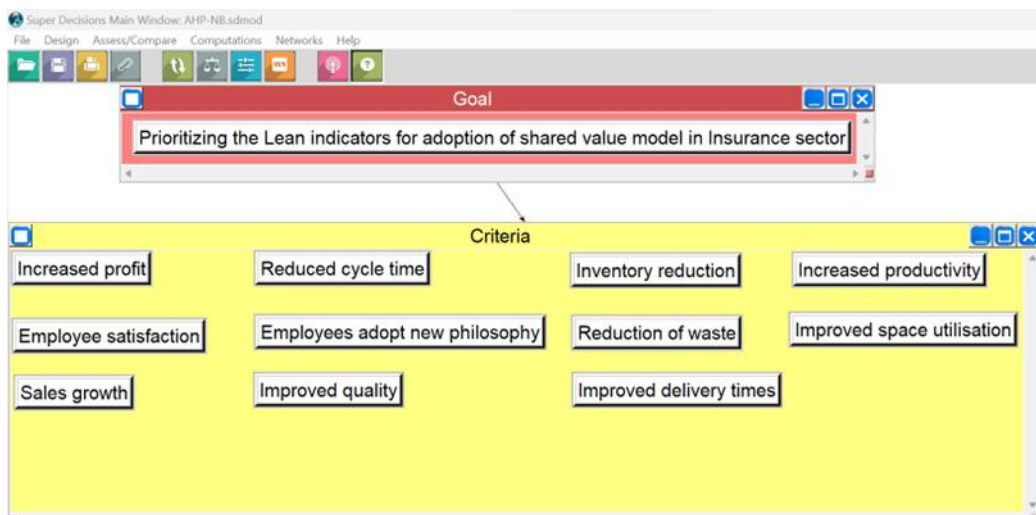 Super Decisions Main Window: AHP-NB.sdmod
File Design Assess/Compare Computations Networks Help
Goal
Prioritizing the Lean indicators for adoption of shared value model in Insurance sector
Criteria
Increased profit Reduced cycle time Inventory reduction Increased productivity
Employee satisfaction Employees adopt new philosophy Reduction of waste Improved space utilisation
Sales growth Improved quality Improved delivery times